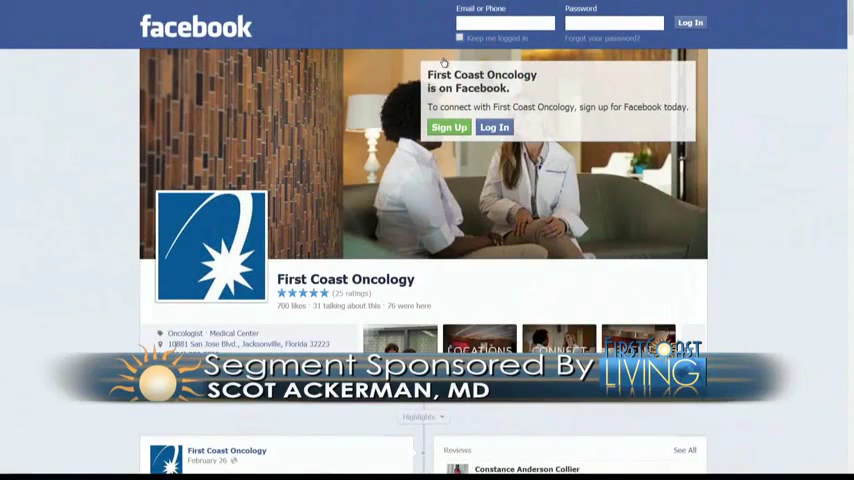 facebook
Email or Phone
Password
Log In
Keep me logged in
Forgot your password?
First Coast Oncology
is on Facebook.
To connect with First Coast Oncology, sign up for Facebook today.
Sign Up
Log In
First Coast Oncology
(25 ratings)
700 likes · 31 talking about this · 76 were here
Oncologist · Medical Center
10881 San Jose Blvd., Jacksonville, Florida 32223
LOCATIONS
CONNECT
Segment Sponsored By
SCOT ACKERMAN, MD
FIRST COAST
LIVING
Highlights
First Coast Oncology
February 26
Reviews
See All
Constance Anderson Collier